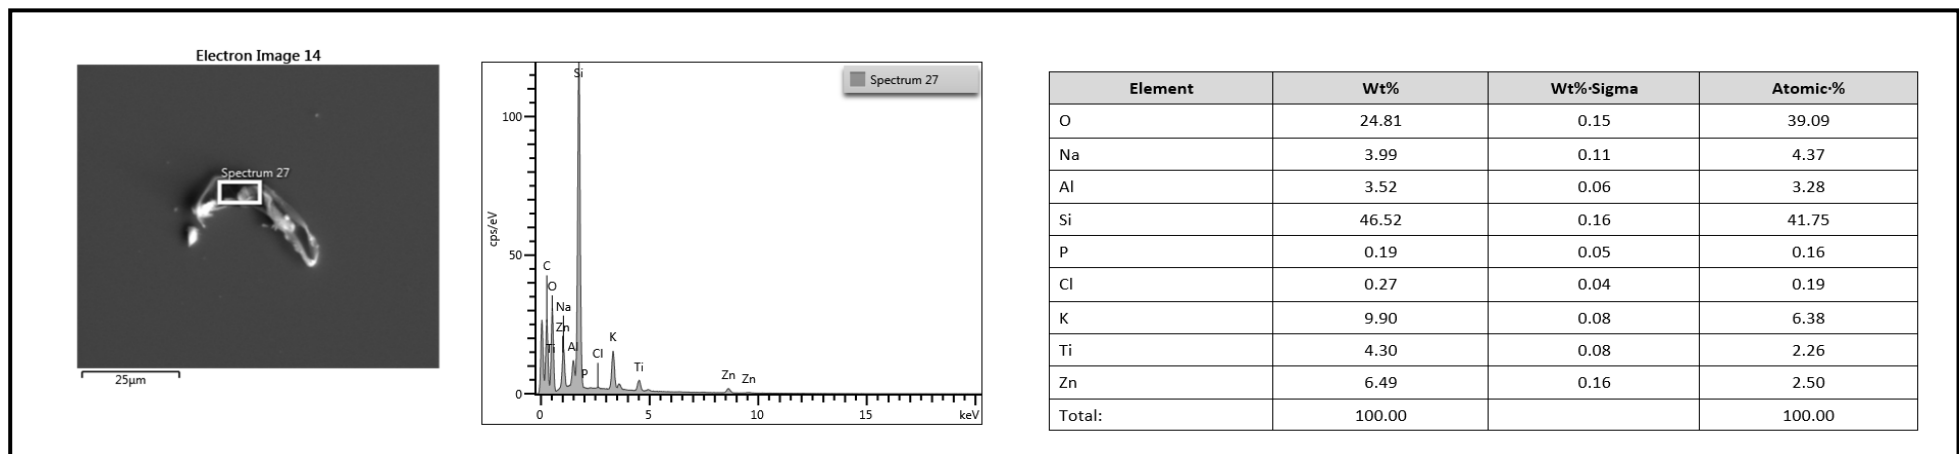 Electron Image 14
Spectrum 27
25µm
Spectrum 27
cps/eV
100
50
0
Si
C
O
Na
Zn
Ti
Al
P
Cl
K
Ti
Zn
Zn
0
5
10
15
keV
Element Wt% Wt%·Sigma Atomic·%
O 24.81 0.15 39.09
Na 3.99 0.11 4.37
Al 3.52 0.06 3.28
Si 46.52 0.16 41.75
P 0.19 0.05 0.16
Cl 0.27 0.04 0.19
K 9.90 0.08 6.38
Ti 4.30 0.08 2.26
Zn 6.49 0.16 2.50
Total: 100.00 100.00